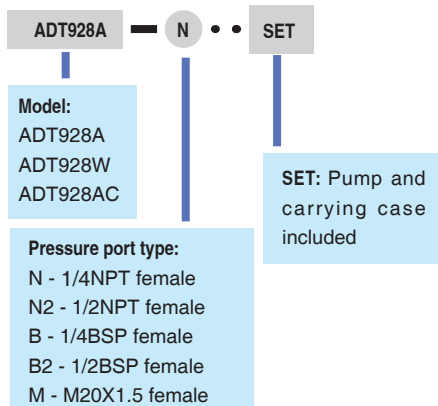 ADT928A — N • • SET
Model:
ADT928A
ADT928W
ADT928AC
SET: Pump and
carrying case
included
Pressure port type:
N - 1/4NPT female
N2 - 1/2NPT female
B - 1/4BSP female
B2 - 1/2BSP female
M - M20X1.5 female